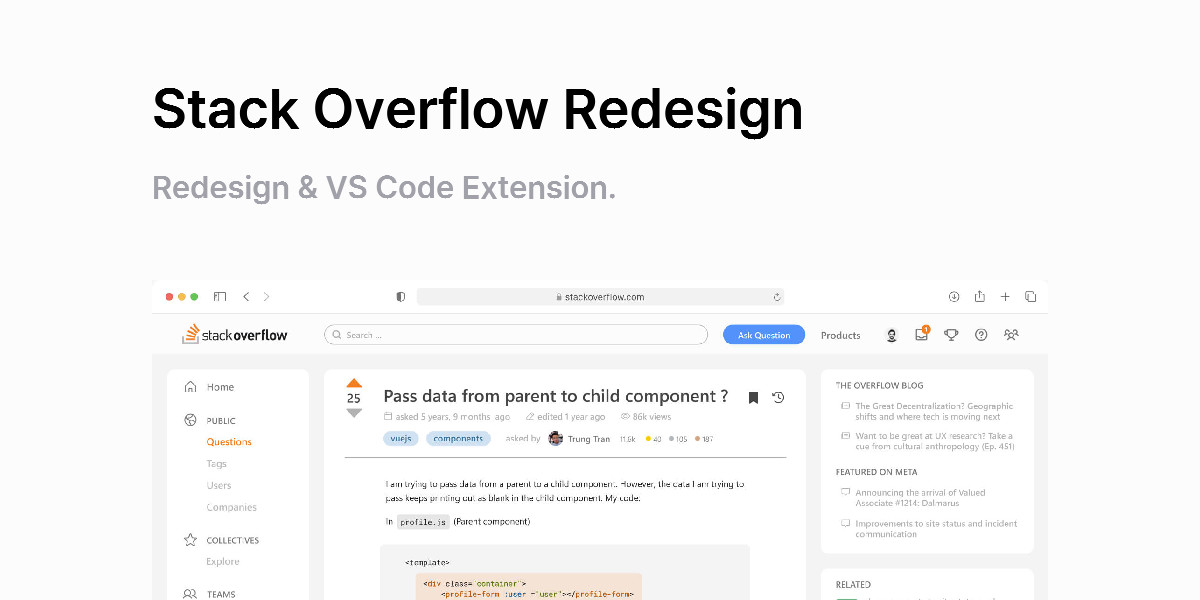 Stack Overflow Redesign
Redesign & VS Code Extension.
stackoverflow.com
stackoverflow
Search ...
Ask Question
Products
1
Home
PUBLIC
Questions
Tags
Users
Companies
COLLECTIVES
Explore
TEAMS
25
Pass data from parent to child component ?
asked 5 years, 9 months ago
edited 1 year ago
86k views
vuejs
components
asked by
Trung Tran
11.6k
40
105
187
I am trying to pass data from a parent to a child component. However, the data I am trying to
pass keeps printing out as blank in the child component. My code:
In profile.js (Parent component)
<template>
<div class="container">
<profile-form :user ="user"></profile-form>
THE OVERFLOW BLOG
The Great Decentralization? Geographic
shifts and where tech is moving next
Want to be great at UX research? Take a
cue from cultural anthropology (Ep. 451)
FEATURED ON META
Announcing the arrival of Valued
Associate #1214: Dalmarus
Improvements to site status and incident
communication
RELATED